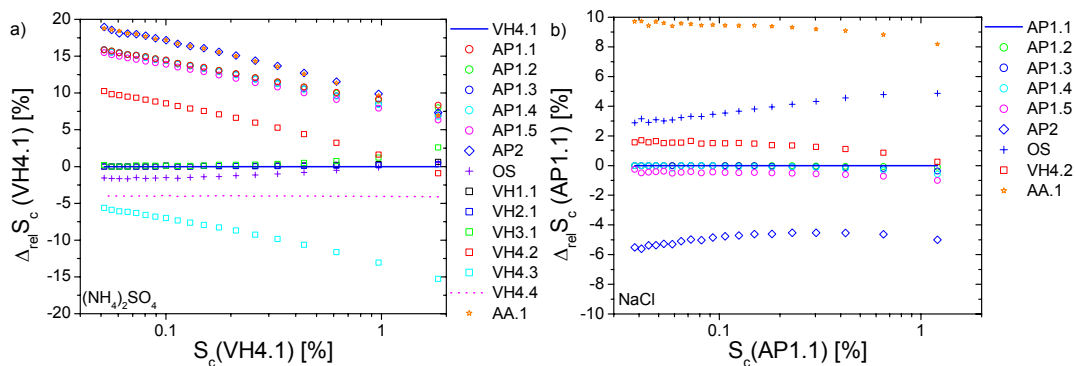 a)
Δrel Sc (VH4.1) [%]
20
15
10
5
0
-5
-10
-15
-20
(NH4)2SO4
0.1
1
Sc(VH4.1) [%]
VH4.1
AP1.1
AP1.2
AP1.3
AP1.4
AP1.5
AP2
OS
VH1.1
VH2.1
VH3.1
VH4.2
VH4.3
VH4.4
AA.1
b)
Δrel Sc (AP1.1) [%]
10
8
6
4
2
0
-2
-4
-6
-8
-10
NaCl
0.1
1
Sc(AP1.1) [%]
AP1.1
AP1.2
AP1.3
AP1.4
AP1.5
AP2
OS
VH4.2
AA.1